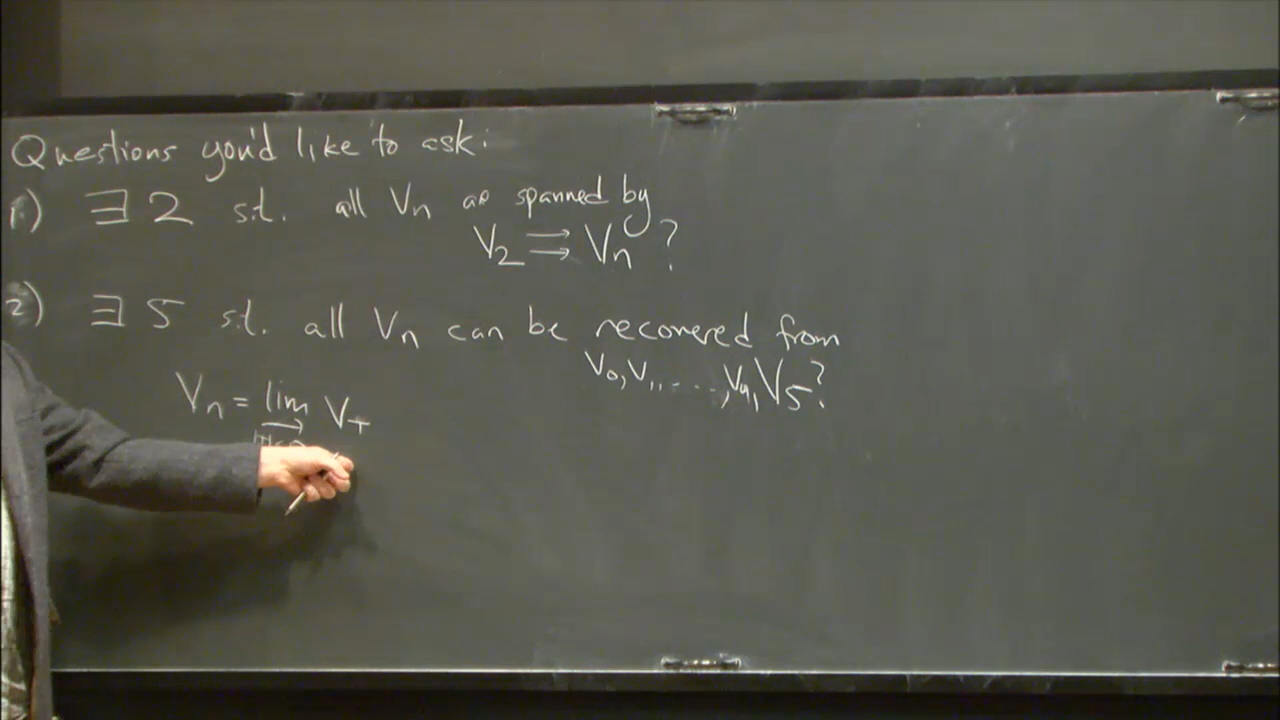 Questions you'd like to ask:
1) ∃ 2 s.t. all Vn are spanned by
V2 ⇉ Vn ?
2) ∃ 5 s.t. all Vn can be recovered from
V0, V1, ...., V4, V5?
Vn = lim VT
→